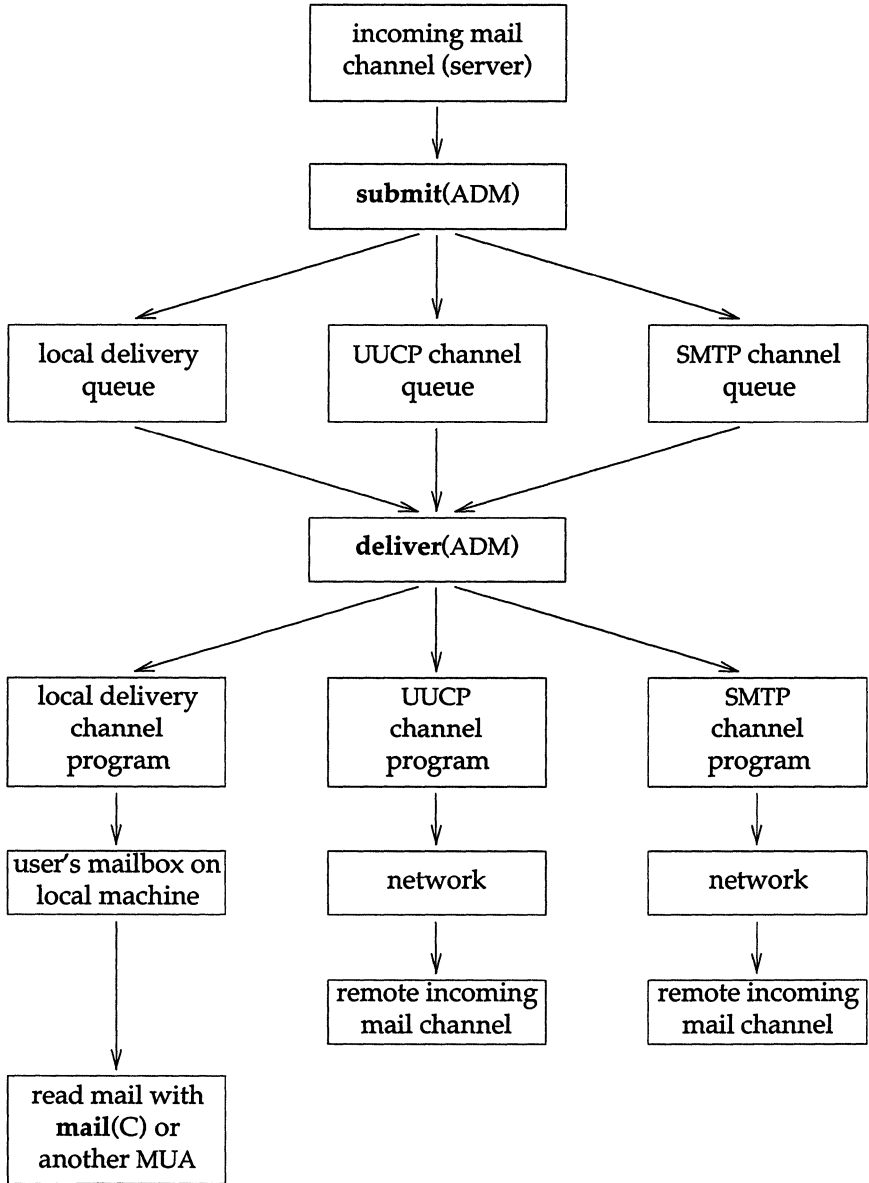 incoming mail
channel (server)
submit(ADM)
local delivery
queue
UUCP channel
queue
SMTP channel
queue
deliver(ADM)
local delivery
channel
program
UUCP
channel
program
SMTP
channel
program
user's mailbox on
local machine
network
network
remote incoming
mail channel
remote incoming
mail channel
read mail with
mail(C) or
another MUA